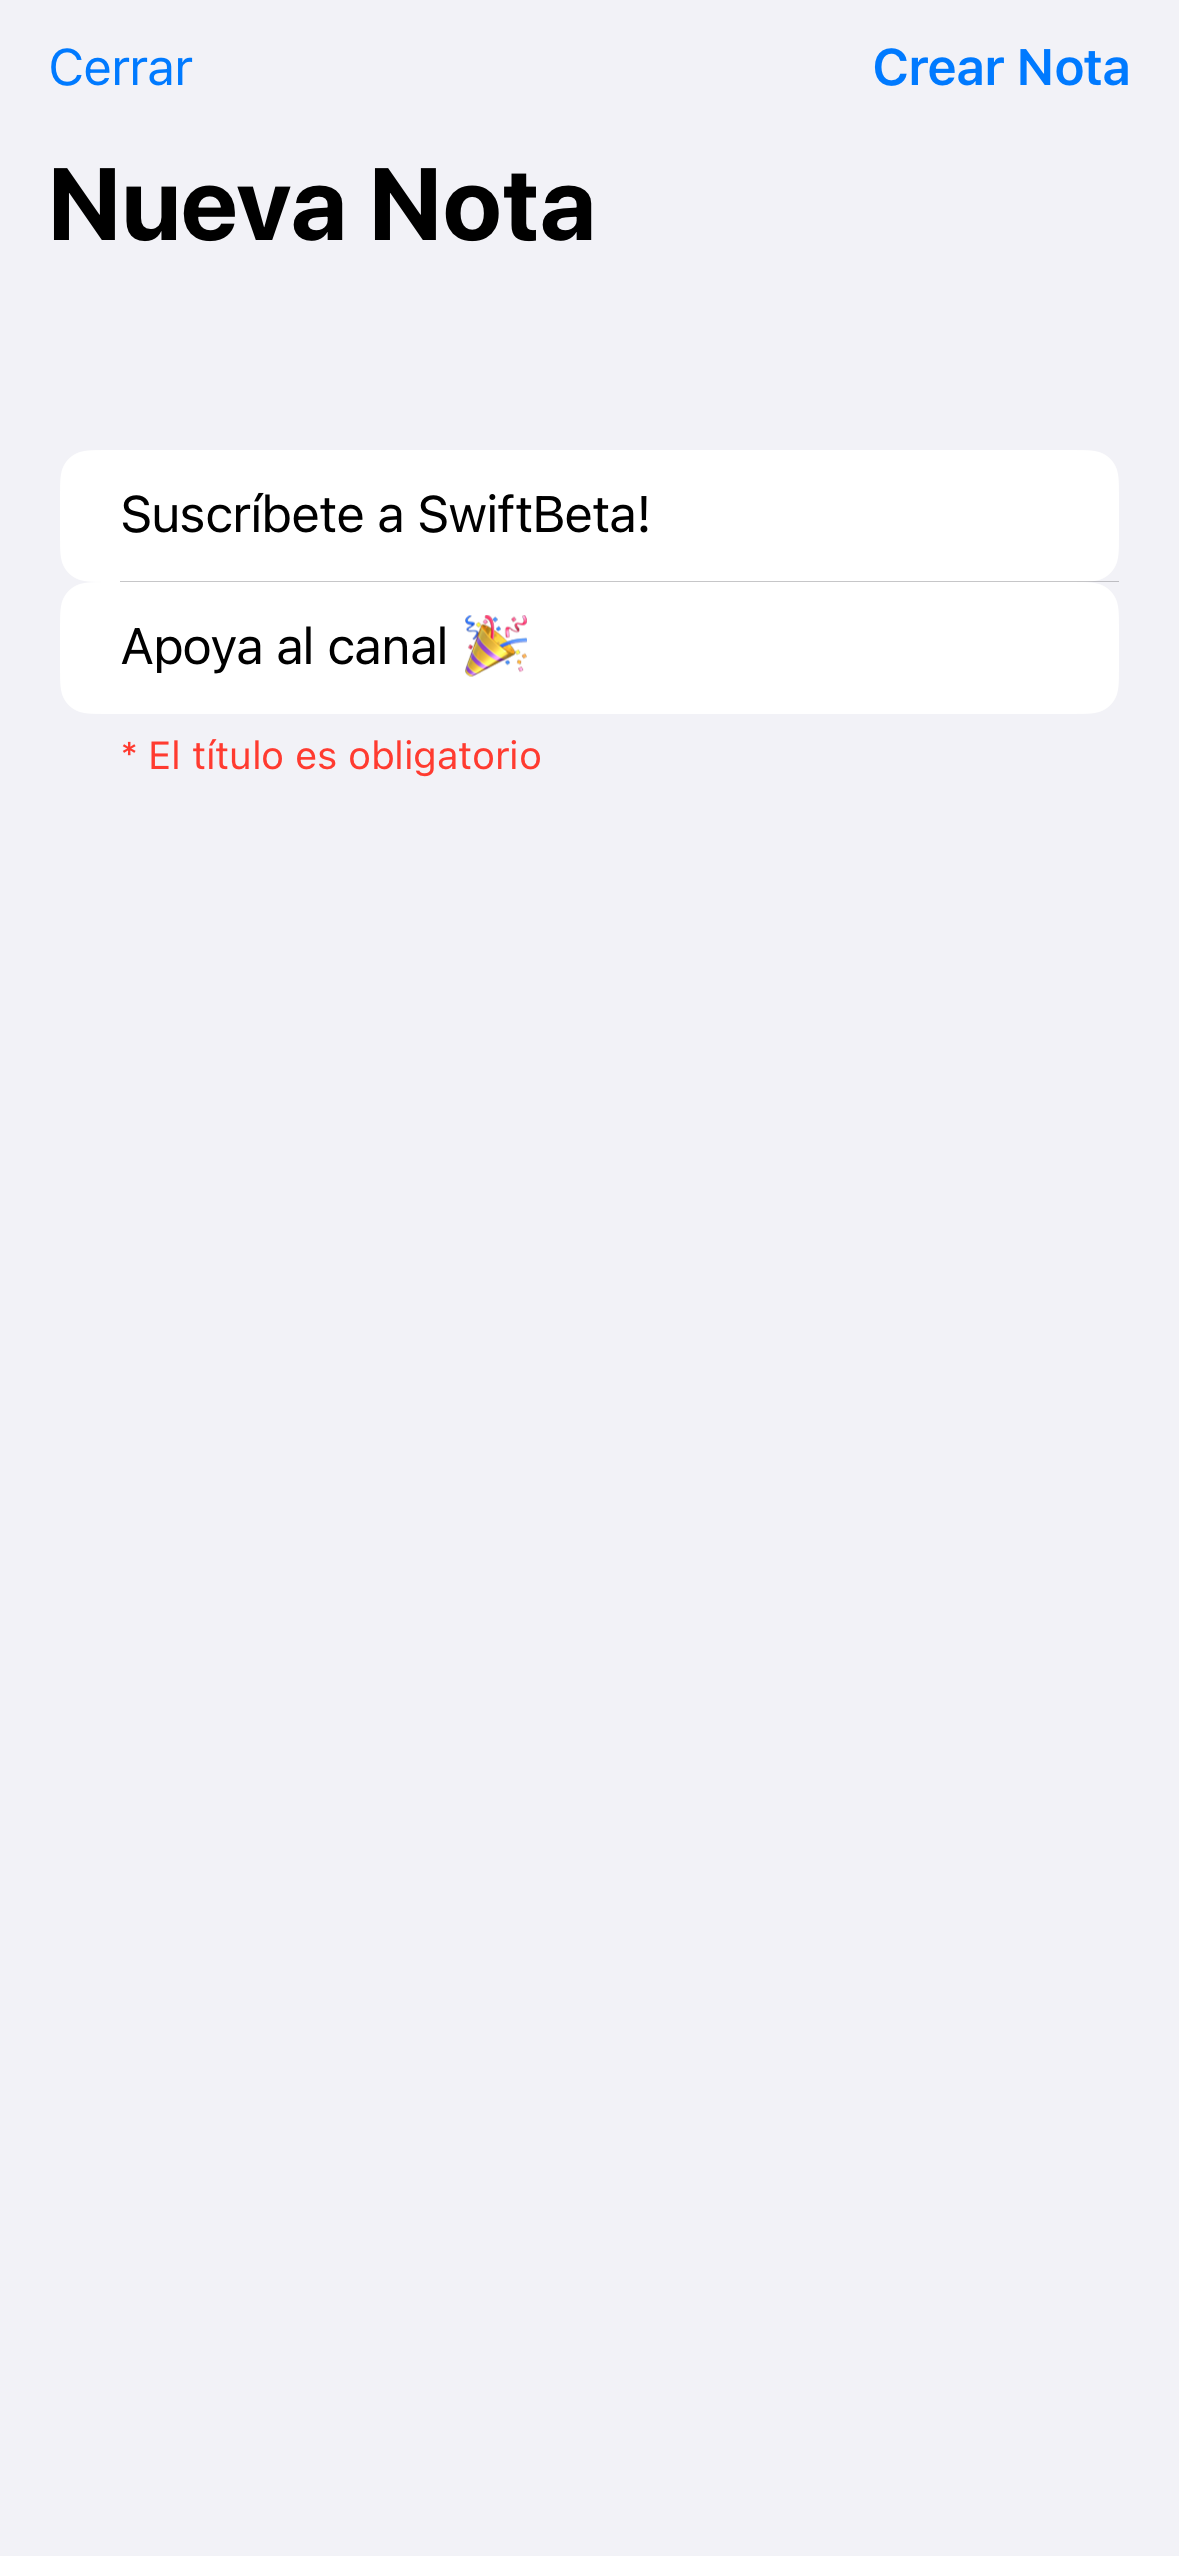 Cerrar
Crear Nota
Nueva Nota
Suscríbete a SwiftBeta!
Apoya al canal 🎉
* El título es obligatorio